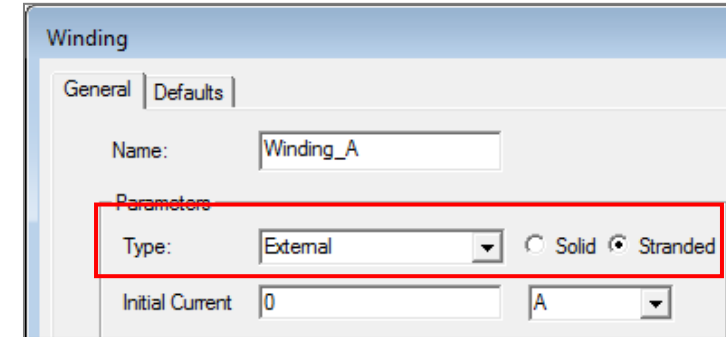 Winding
General Defaults
Name: Winding_A
Parameters
Type: External Solid Stranded
Initial Current 0 A